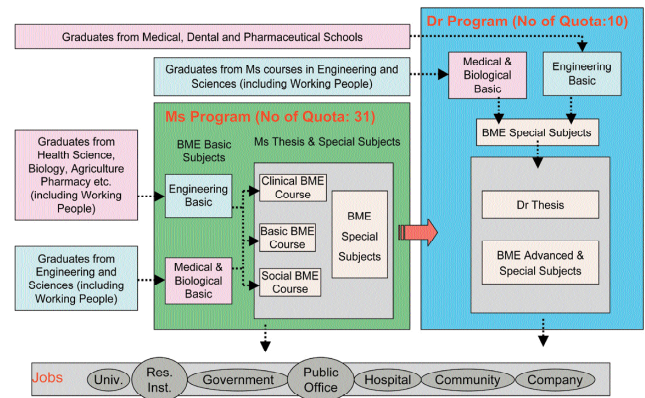 Dr Program (No of Quota:10)
Graduates from Medical, Dental and Pharmaceutical Schools
Graduates from Ms courses in Engineering and
Sciences (including Working People)
Medical &
Biological
Basic
Engineering
Basic
BME Special Subjects
Dr Thesis
BME Advanced &
Special Subjects
Ms Program (No of Quota: 31)
BME Basic
Subjects
Ms Thesis & Special Subjects
Graduates from
Health Science,
Biology, Agriculture
Pharmacy etc.
(including Working
People)
Engineering
Basic
Clinical BME
Course
Basic BME
Course
Social BME
Course
BME
Special
Subjects
Graduates from
Engineering and
Sciences (including
Working People)
Medical &
Biological
Basic
Jobs
Univ.
Res.
Inst.
Government
Public
Office
Hospital
Community
Company